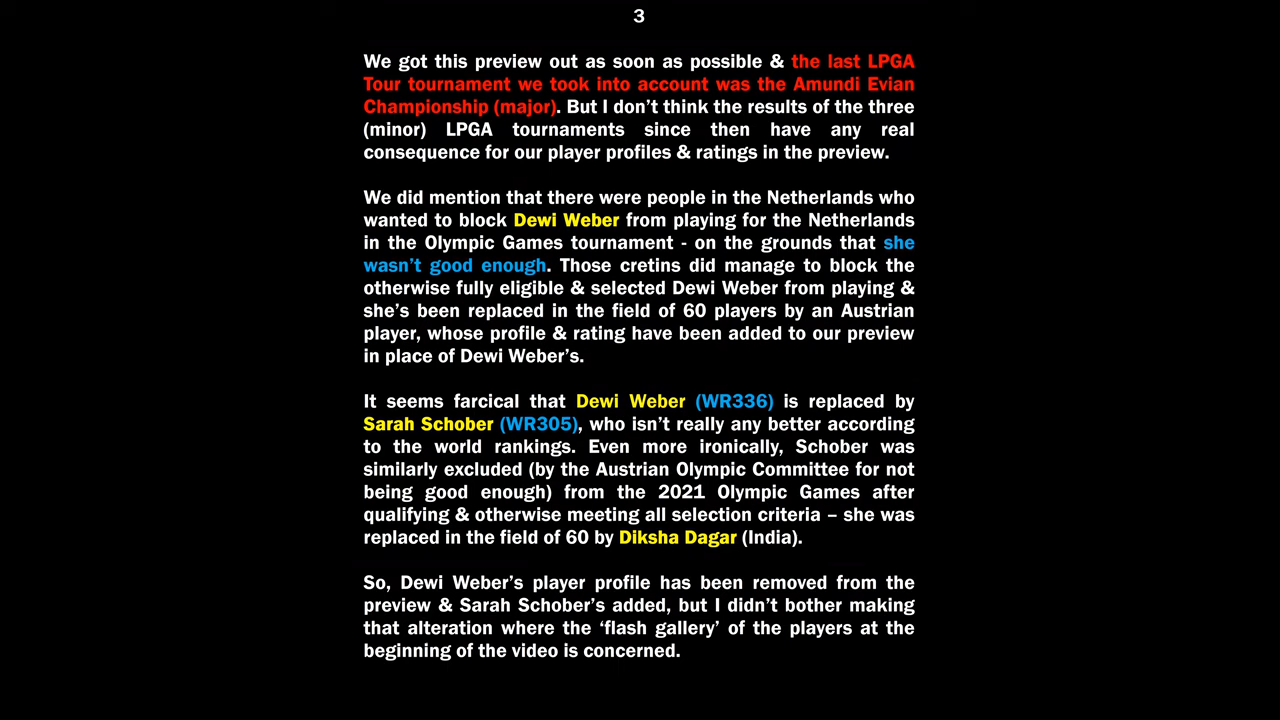 3
We got this preview out as soon as possible & the last LPGA
Tour tournament we took into account was the Amundi Evian
Championship (major). But I don’t think the results of the three
(minor) LPGA tournaments since then have any real
consequence for our player profiles & ratings in the preview.
We did mention that there were people in the Netherlands who
wanted to block Dewi Weber from playing for the Netherlands
in the Olympic Games tournament - on the grounds that she
wasn’t good enough. Those cretins did manage to block the
otherwise fully eligible & selected Dewi Weber from playing &
she’s been replaced in the field of 60 players by an Austrian
player, whose profile & rating have been added to our preview
in place of Dewi Weber’s.
It seems farcical that Dewi Weber (WR336) is replaced by
Sarah Schober (WR305), who isn’t really any better according
to the world rankings. Even more ironically, Schober was
similarly excluded (by the Austrian Olympic Committee for not
being good enough) from the 2021 Olympic Games after
qualifying & otherwise meeting all selection criteria – she was
replaced in the field of 60 by Diksha Dagar (India).
So, Dewi Weber’s player profile has been removed from the
preview & Sarah Schober’s added, but I didn’t bother making
that alteration where the ‘flash gallery’ of the players at the
beginning of the video is concerned.